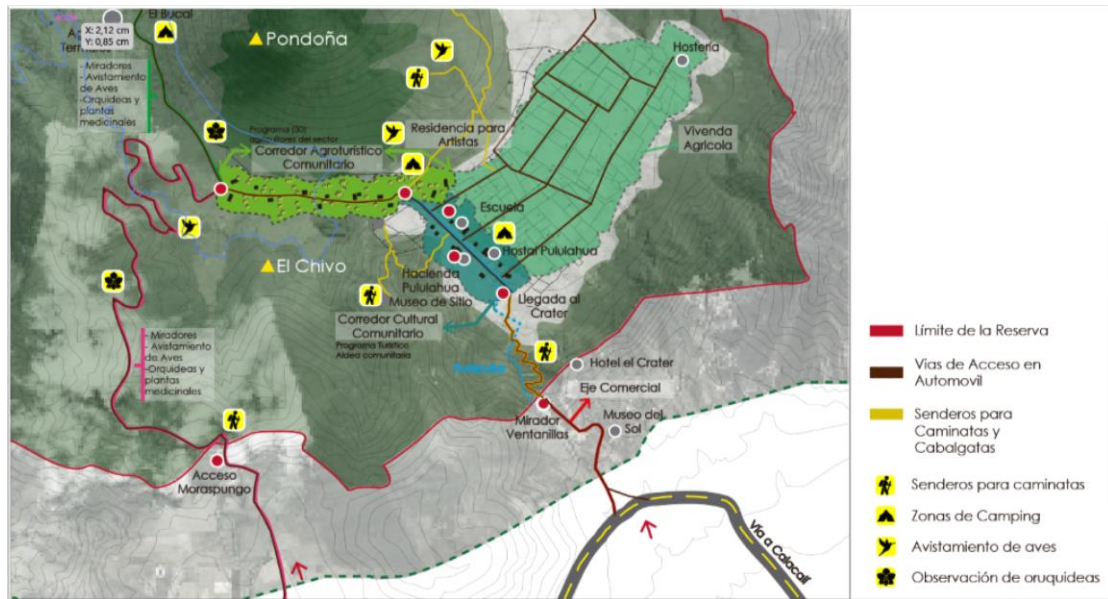 El Bucal
X: 2,12 cm
Y: 0,85 cm
Pondoña
- Miradores
- Avistamiento
de Aves
-Orquideas y
plantas
medicinales
Hostería
Programa (30)
agricultores del sector
Corredor Agroturístico
Comunitario
Residencia para
Artistas
Vivenda
Agricola
Escuela
Hostal Pululahua
El Chivo
Hacienda
Pululahua
Museo de Sitio
Llegada al
Crater
Corredor Cultural
Comunitario
Programa Turístico
Aldea comunitaria
- Miradores
- Avistamiento
de Aves
-Orquideas y
plantas
medicinales
Hotel el Crater
Eje Comercial
Mirador
Ventanillas
Museo del
Sol
Acceso
Moraspungo
Vía a Calacalí
Límite de la Reserva
Vias de Acceso en
Automovil
Senderos para
Caminatas y
Cabalgatas
Senderos para caminatas
Zonas de Camping
Avistamiento de aves
Observación de oruquideas